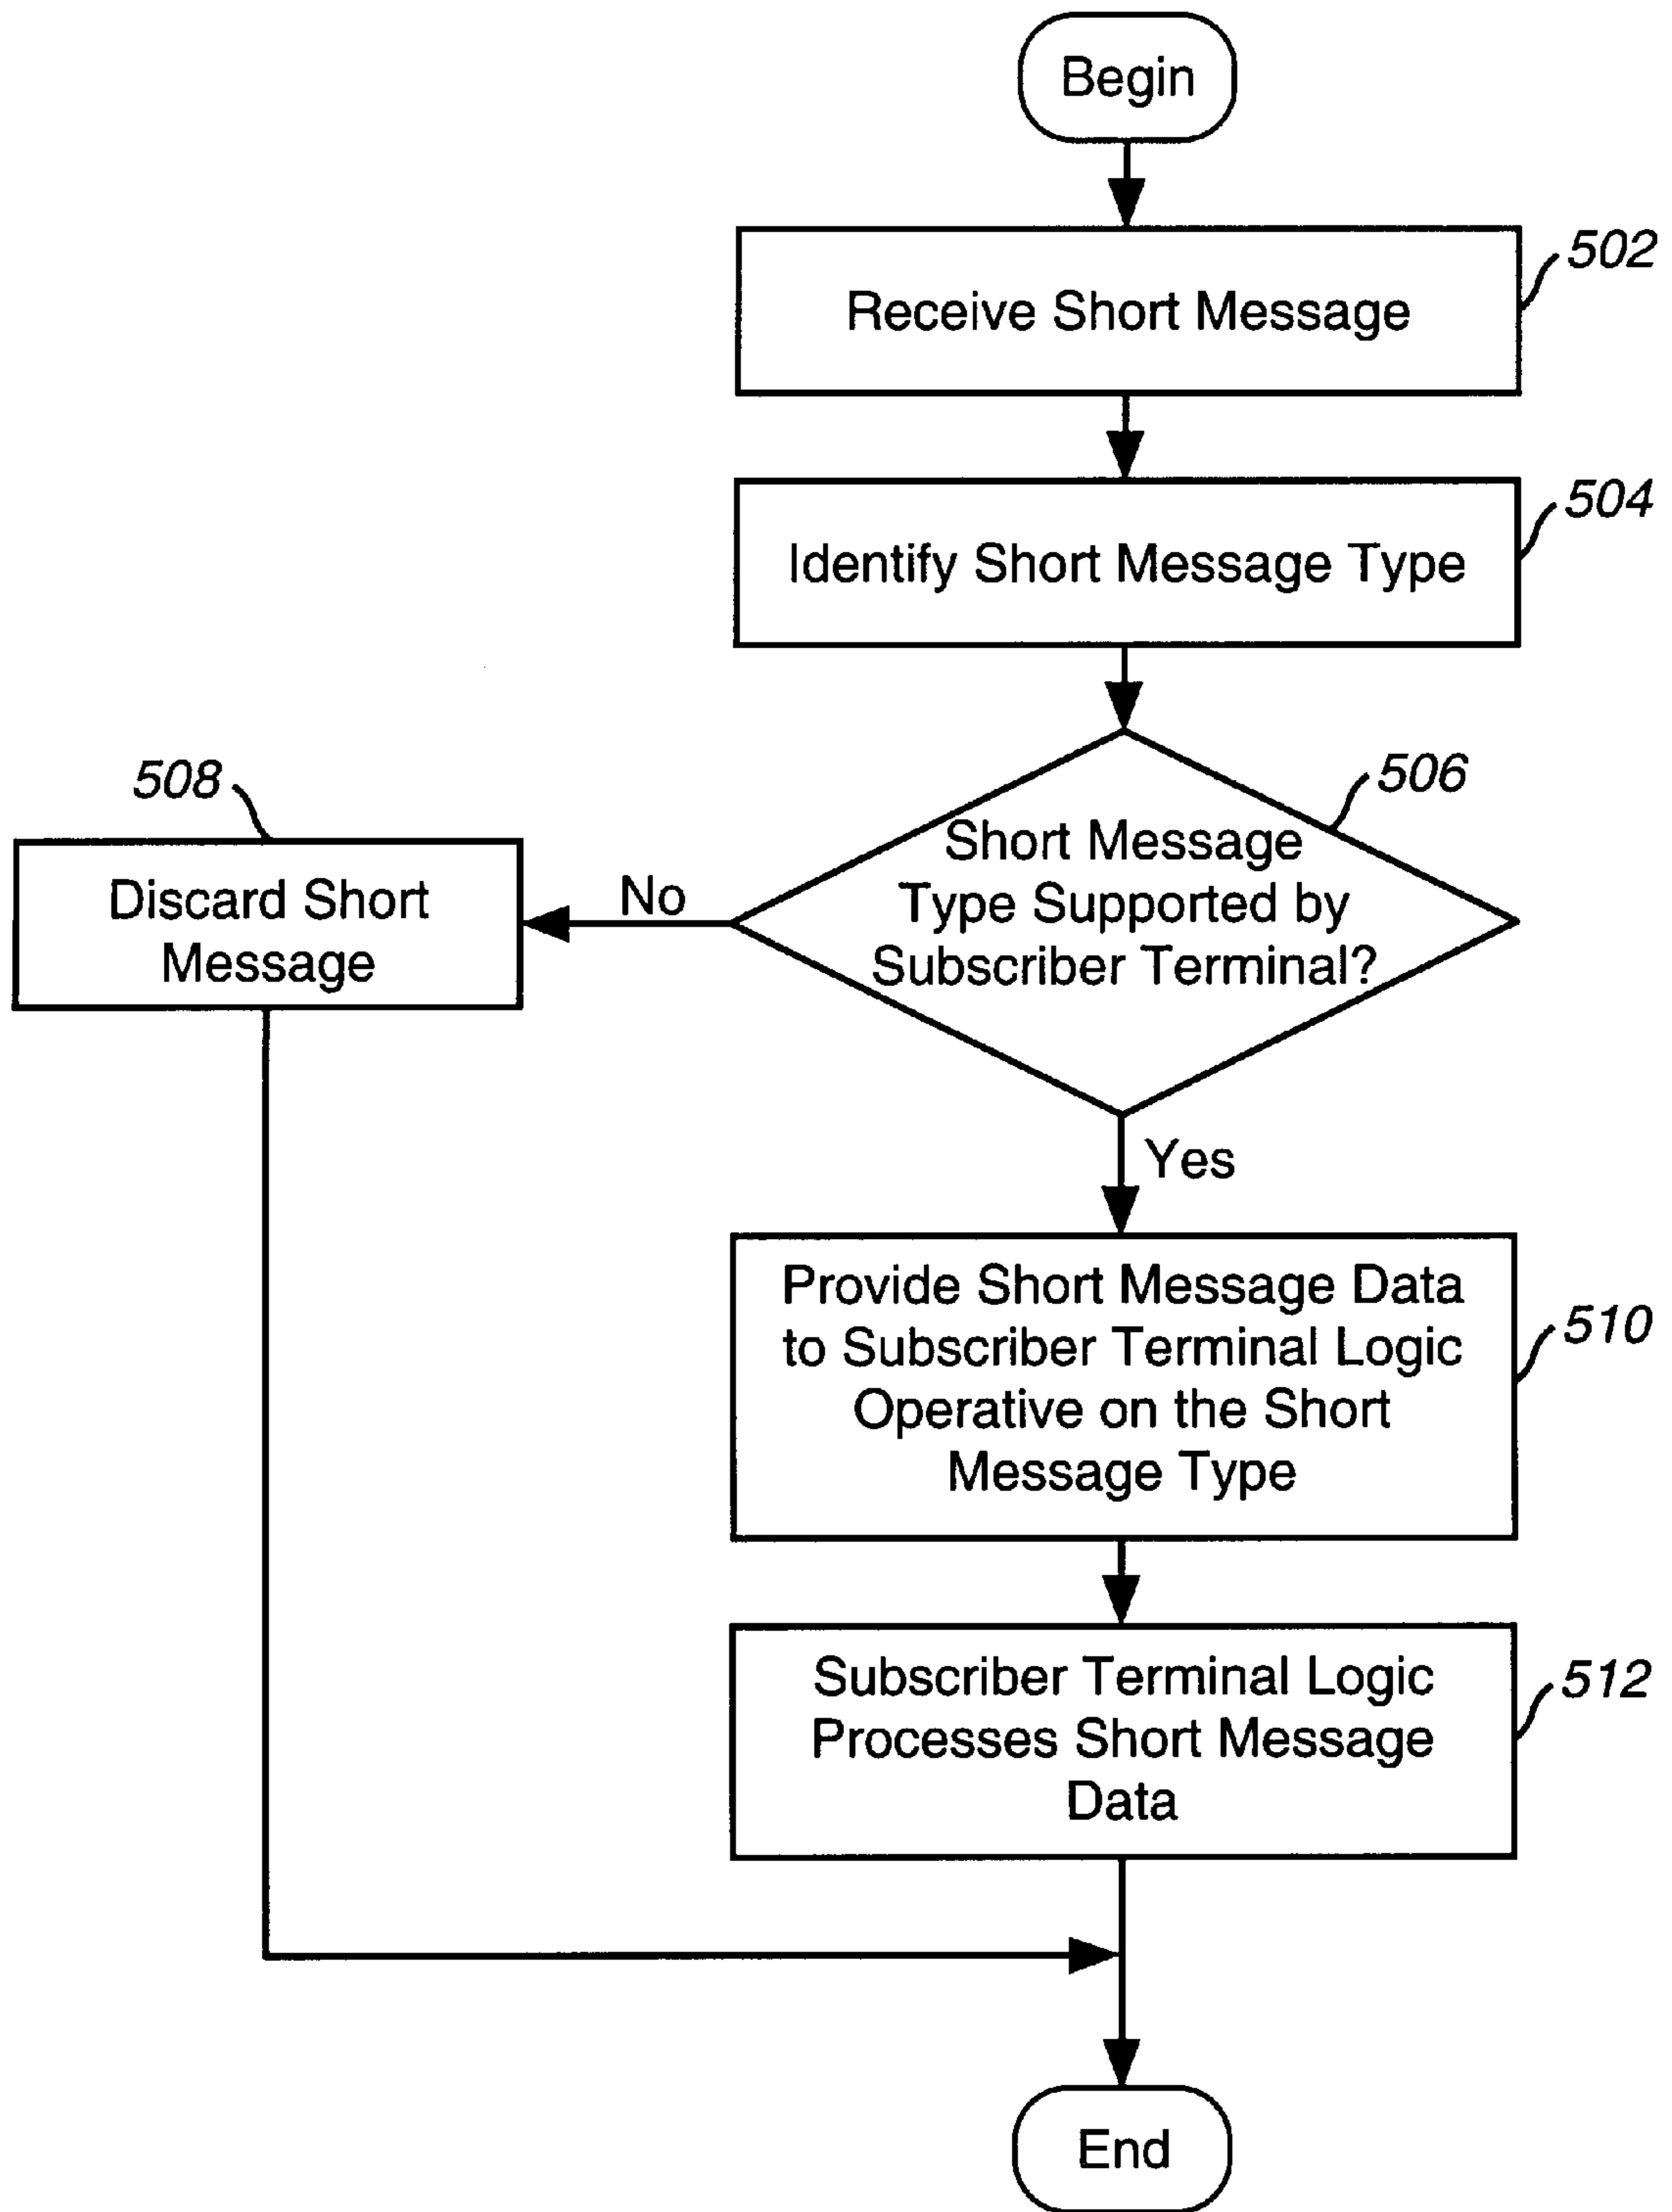 Begin
502
Receive Short Message
504
Identify Short Message Type
506
Short Message
Type Supported by
Subscriber Terminal?
508
No
Discard Short
Message
Yes
Provide Short Message Data
to Subscriber Terminal Logic
Operative on the Short
Message Type
510
Subscriber Terminal Logic
Processes Short Message
Data
512
End